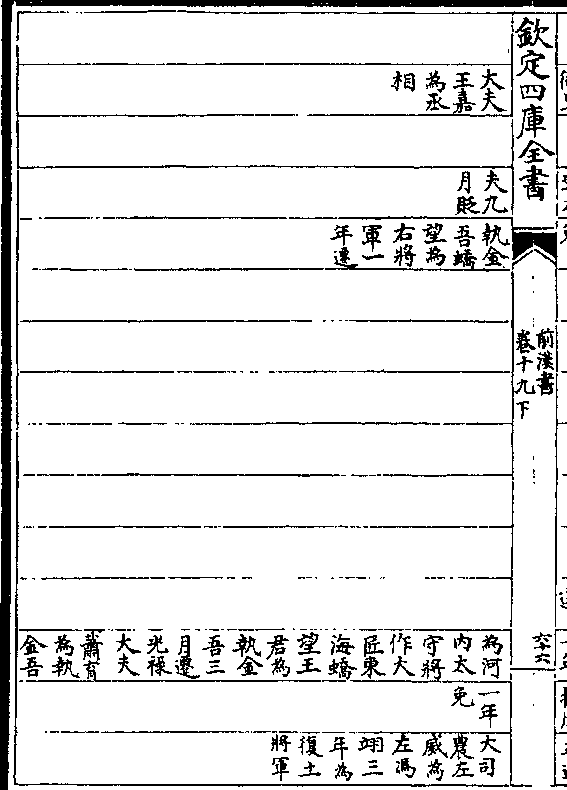 欽定四庫全書
前漢書
卷十九下
六十六
大夫
王嘉
為丞
相
夫九
月貶
執金
吾蟜
望為
右將
軍一
年遷
為河
内太
守將
作大
匠東
海蟜
望王
君為
執金
吾三
月遷
光祿
大夫
蕭育
為執
金吾
一年
免
大司
農左
威為
左馮
翊三
年為
復土
將軍